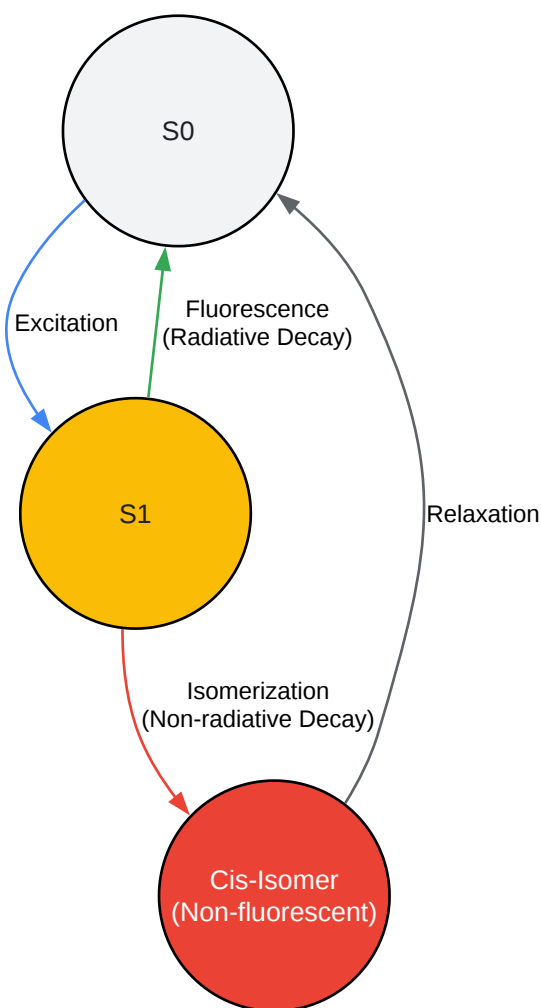 S0
Excitation
Fluorescence
(Radiative Decay)
S1
Relaxation
Isomerization
(Non-radiative Decay)
Cis-Isomer
(Non-fluorescent)